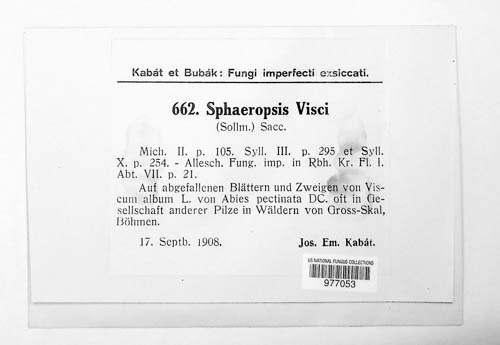 Kabát et Bubák: Fungi imperfecti exsiccati.
662. Sphaeropsis Visci
(Sollm.) Sacc.
Mich. II. p. 105. Syll. III. p. 295 et Syll.
X. p. 254. - Allesch. Fung. imp. in Rbh. Kr. Fl. I.
Abt. VII. p. 21.
Auf abgefallenen Blättern und Zweigen von Vis-
cum album L. von Abies pectinata DC. oft in Ge-
sellschaft anderer Pilze in Wäldern von Gross-Skal,
Böhmen.
17. Septb. 1908. Jos. Em. Kabát.
US NATIONAL FUNGUS COLLECTIONS
977053